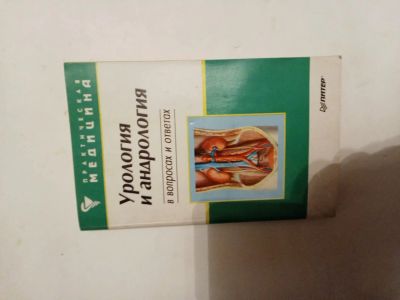 ПРАКТИЧЕСКАЯ
МЕДИЦИНА
Урология
и андрология
в вопросах и ответах
ПИТЕР